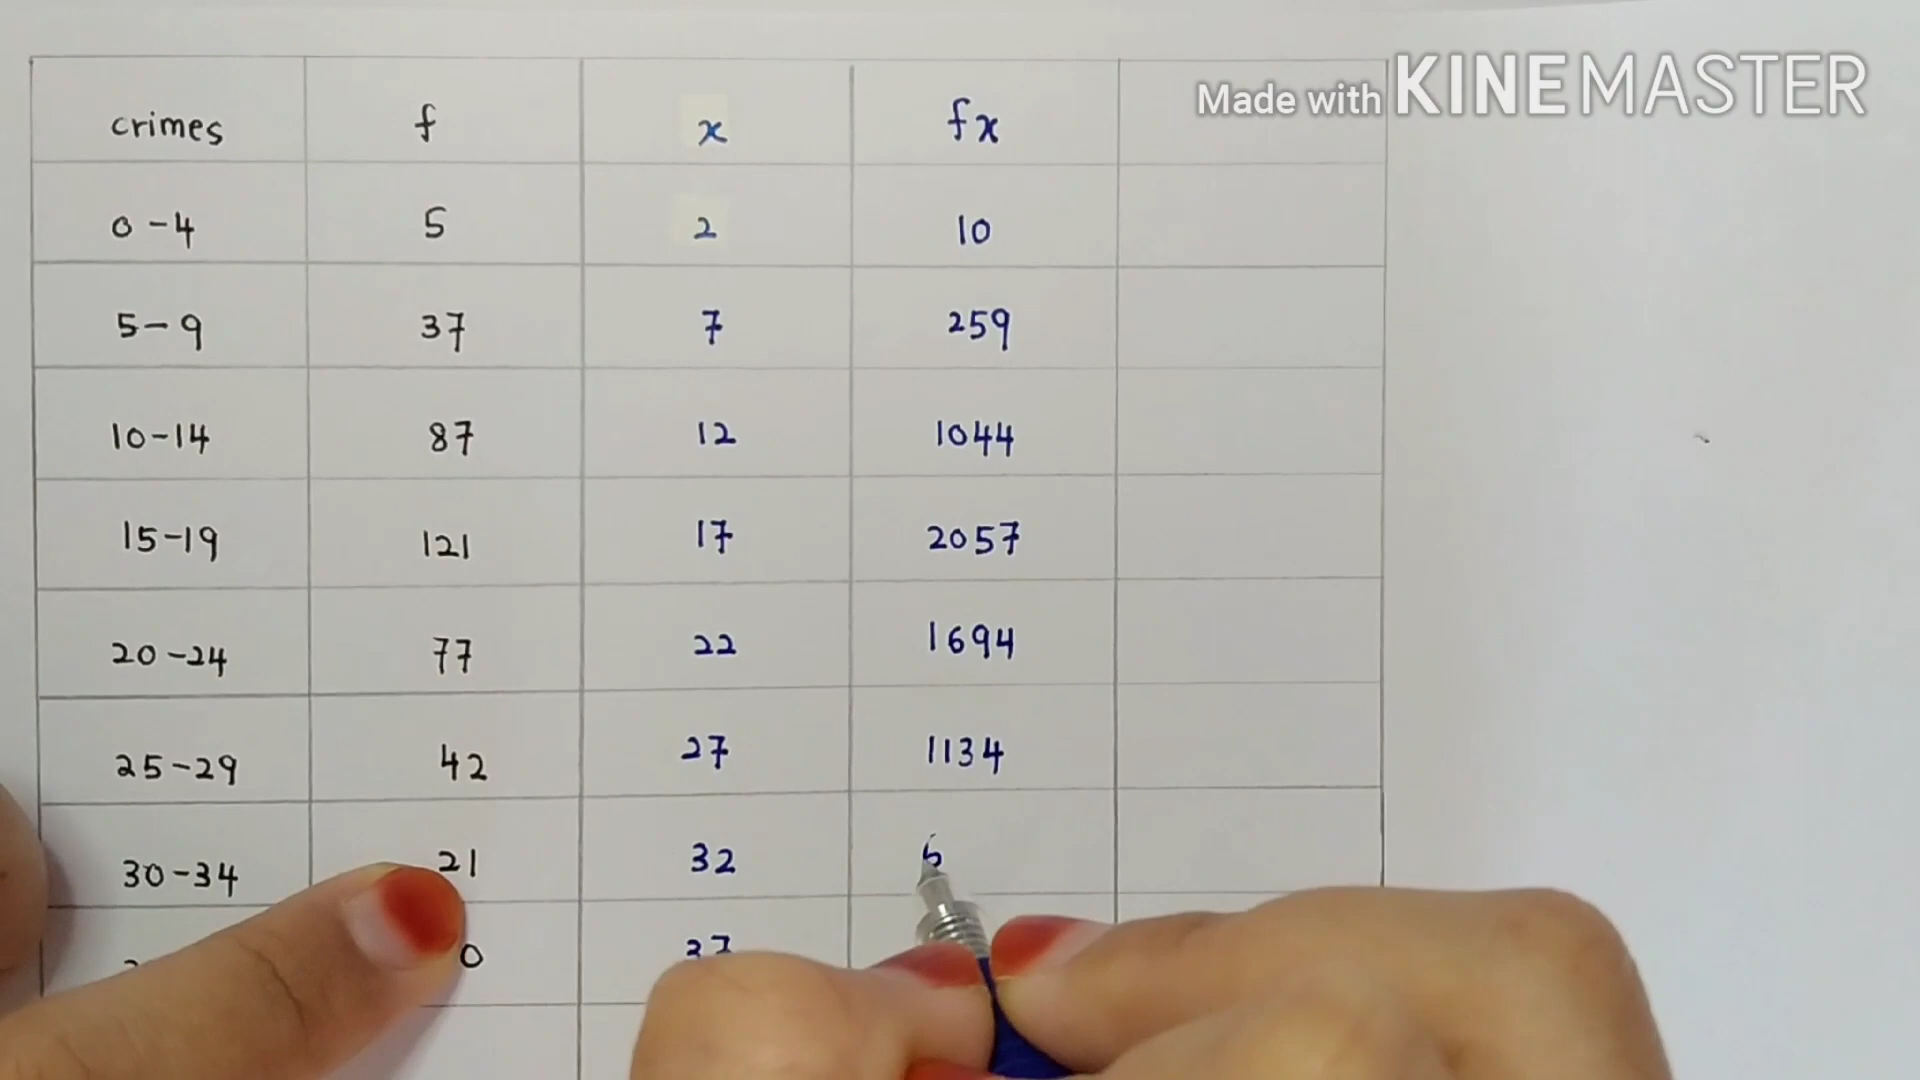 Made with KINEMASTER
crimes f x fx
0-4 5 2 10
5-9 37 7 259
10-14 87 12 1044
15-19 121 17 2057
20-24 77 22 1694
25-29 42 27 1134
30-34 21 32 6
0 37